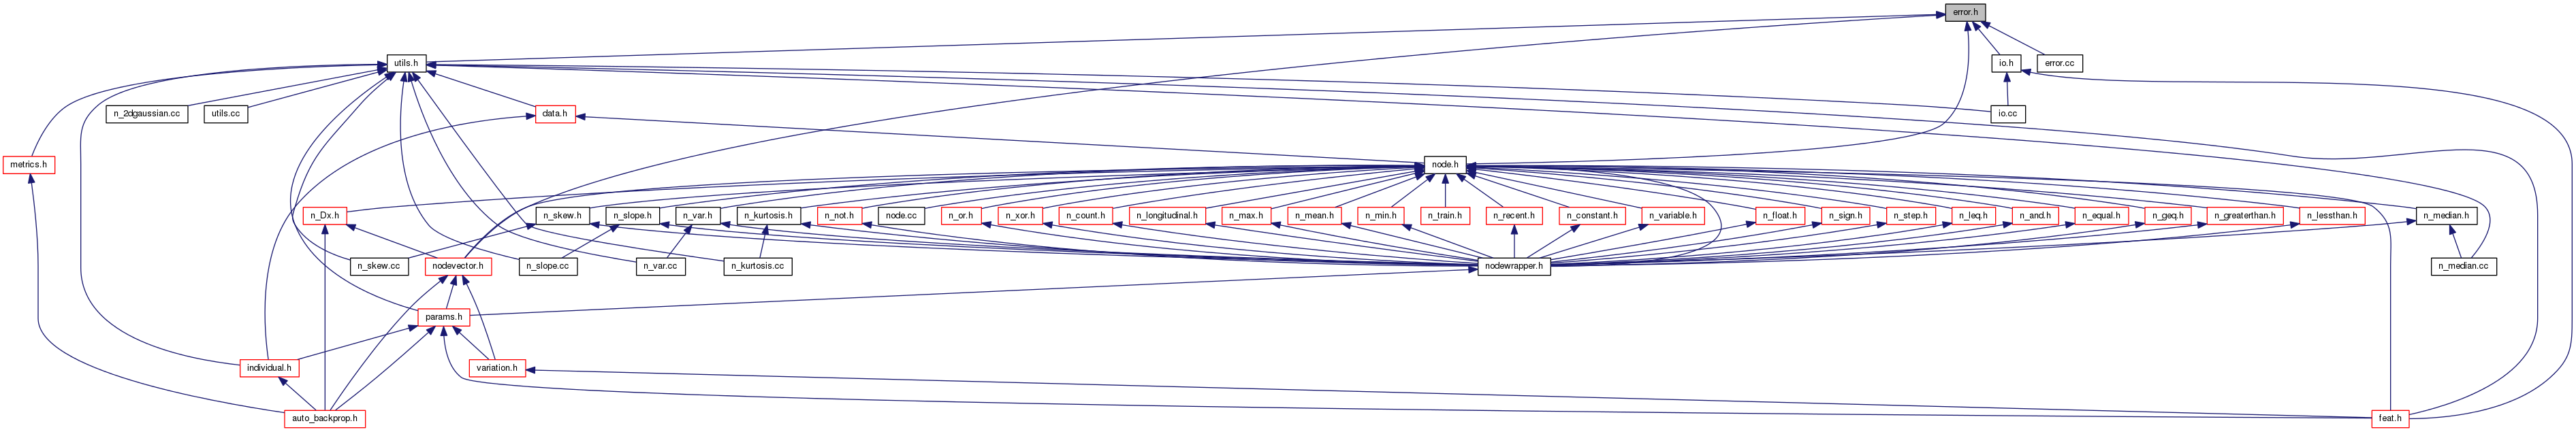 error.h
utils.h
io.h
error.cc
n_2dgaussian.cc
utils.cc
data.h
io.cc
metrics.h
node.h
n_Dx.h
n_skew.h
n_slope.h
n_var.h
n_kurtosis.h
n_not.h
node.cc
n_or.h
n_xor.h
n_count.h
n_longitudinal.h
n_max.h
n_mean.h
n_min.h
n_train.h
n_recent.h
n_constant.h
n_variable.h
n_float.h
n_sign.h
n_step.h
n_leq.h
n_and.h
n_equal.h
n_geq.h
n_greaterthan.h
n_lessthan.h
n_median.h
n_skew.cc
nodevector.h
n_slope.cc
n_var.cc
n_kurtosis.cc
nodewrapper.h
n_median.cc
params.h
individual.h
variation.h
auto_backprop.h
feat.h